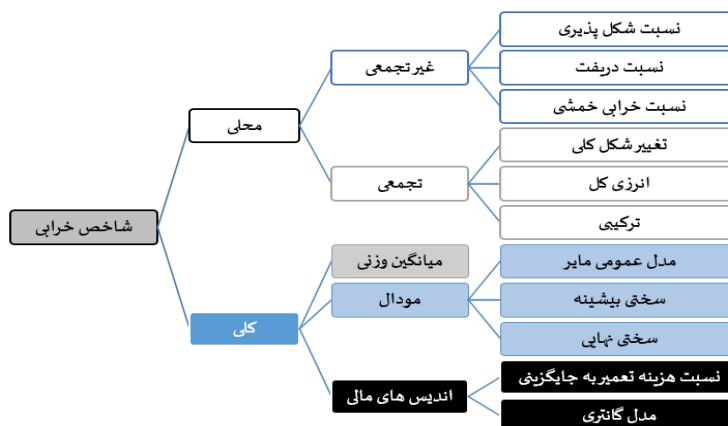 شاخص خرابی
محلی
غیرتجمعی
نسبت شکل پذیری
نسبت دریفت
نسبت خرابی خمشی
تجمعی
تغییر شکل کلی
انرژی کل
ترکیبی
کلی
میانگین وزنی
مودال
مدل عمومی مایر
سختی بیشینه
سختی نهایی
اندیس های مالی
نسبت هزینه تعمیر به جایگزینی
مدل گانتری